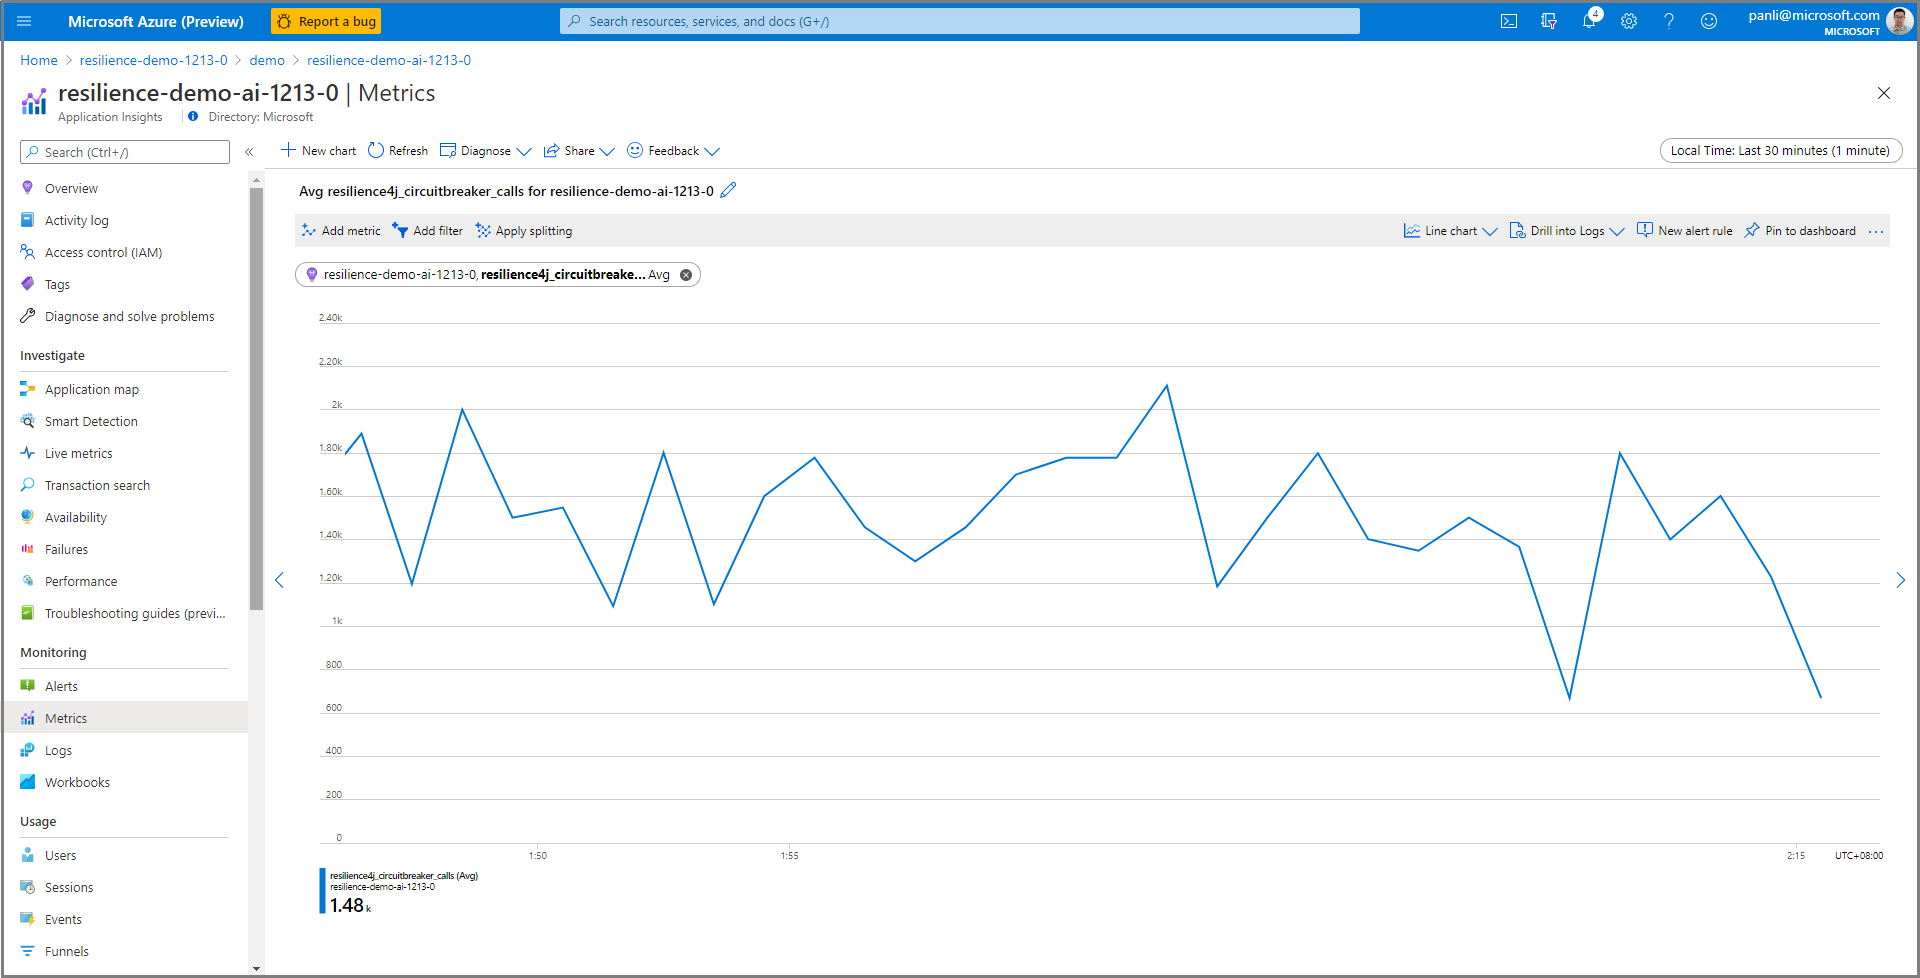 Microsoft Azure (Preview)
Report a bug
Search resources, services, and docs (G+/)
4
panli@microsoft.com
MICROSOFT
Home > resilience-demo-1213-0 > demo > resilience-demo-ai-1213-0
resilience-demo-ai-1213-0 | Metrics
Application Insights
Directory: Microsoft
Search (Ctrl+/)
«
New chart
Refresh
Diagnose
Share
Feedback
Local Time: Last 30 minutes (1 minute)
Overview
Activity log
Access control (IAM)
Tags
Diagnose and solve problems
Investigate
Application map
Smart Detection
Live metrics
Transaction search
Availability
Failures
Performance
Troubleshooting guides (previ...
Monitoring
Alerts
Metrics
Logs
Workbooks
Usage
Users
Sessions
Events
Funnels
Avg resilience4j_circuitbreaker_calls for resilience-demo-ai-1213-0
Add metric
Add filter
Apply splitting
Line chart
Drill into Logs
New alert rule
Pin to dashboard
...
resilience-demo-ai-1213-0, resilience4j_circuitbreake... Avg
2.40k
2.20k
2k
1.80k
1.60k
1.40k
1.20k
1k
800
600
400
200
0
1:50
1:55
2:15
UTC+08:00
resilience4j_circuitbreaker_calls (Avg)
resilience-demo-ai-1213-0
1.48 k